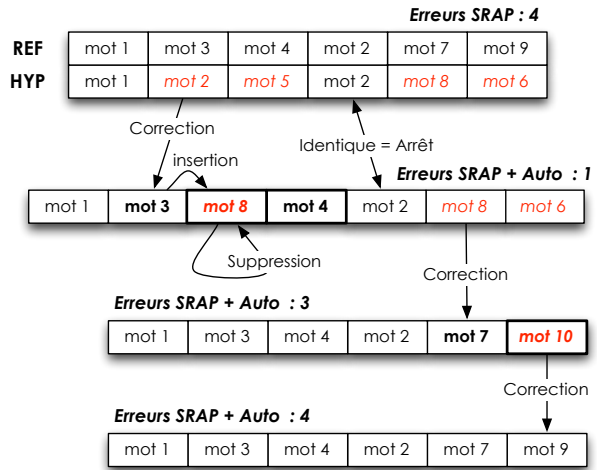 Erreurs SRAP : 4
REF mot 1 mot 3 mot 4 mot 2 mot 7 mot 9
HYP mot 1 mot 2 mot 5 mot 2 mot 8 mot 6
Correction
insertion
Identique = Arrêt
Erreurs SRAP + Auto : 1
mot 1 mot 3 mot 8 mot 4 mot 2 mot 8 mot 6
Suppression
Correction
Erreurs SRAP + Auto : 3
mot 1 mot 3 mot 4 mot 2 mot 7 mot 10
Correction
Erreurs SRAP + Auto : 4
mot 1 mot 3 mot 4 mot 2 mot 7 mot 9